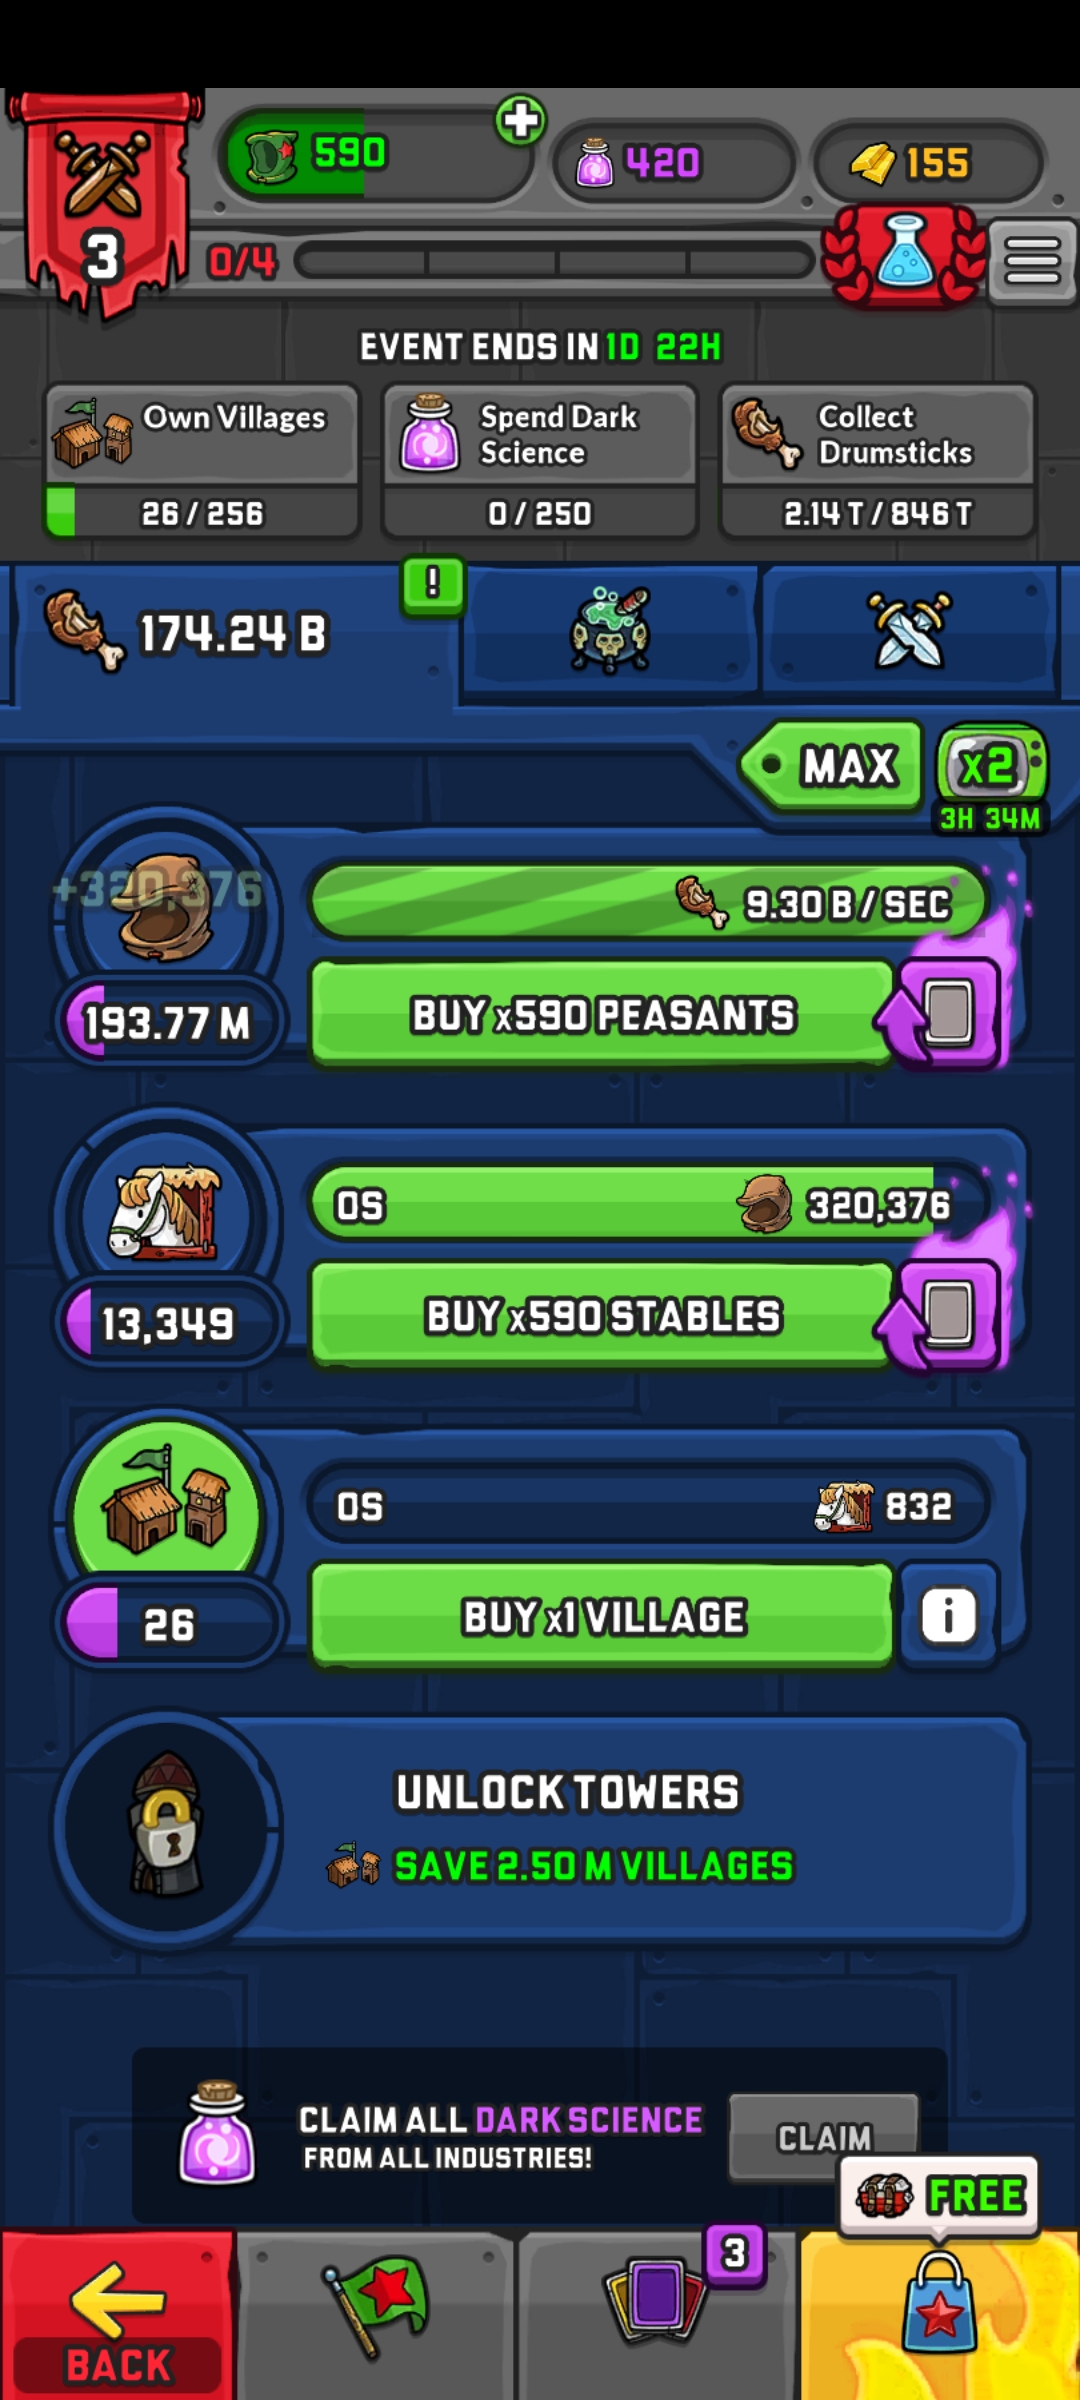 590
420
155
3
0/4
EVENT ENDS IN 1D 22H
Own Villages
26 / 256
Spend Dark
Science
0 / 250
Collect
Drumsticks
2.14 T / 846 T
174.24 B
!
MAX
x2
3H 34M
+320,376
9.30 B / SEC
193.77 M
BUY x590 PEASANTS
0S
320,376
13,349
BUY x590 STABLES
0S
832
26
BUY x1 VILLAGE
i
UNLOCK TOWERS
SAVE 2.50 M VILLAGES
CLAIM ALL DARK SCIENCE
FROM ALL INDUSTRIES!
CLAIM
FREE
3
BACK